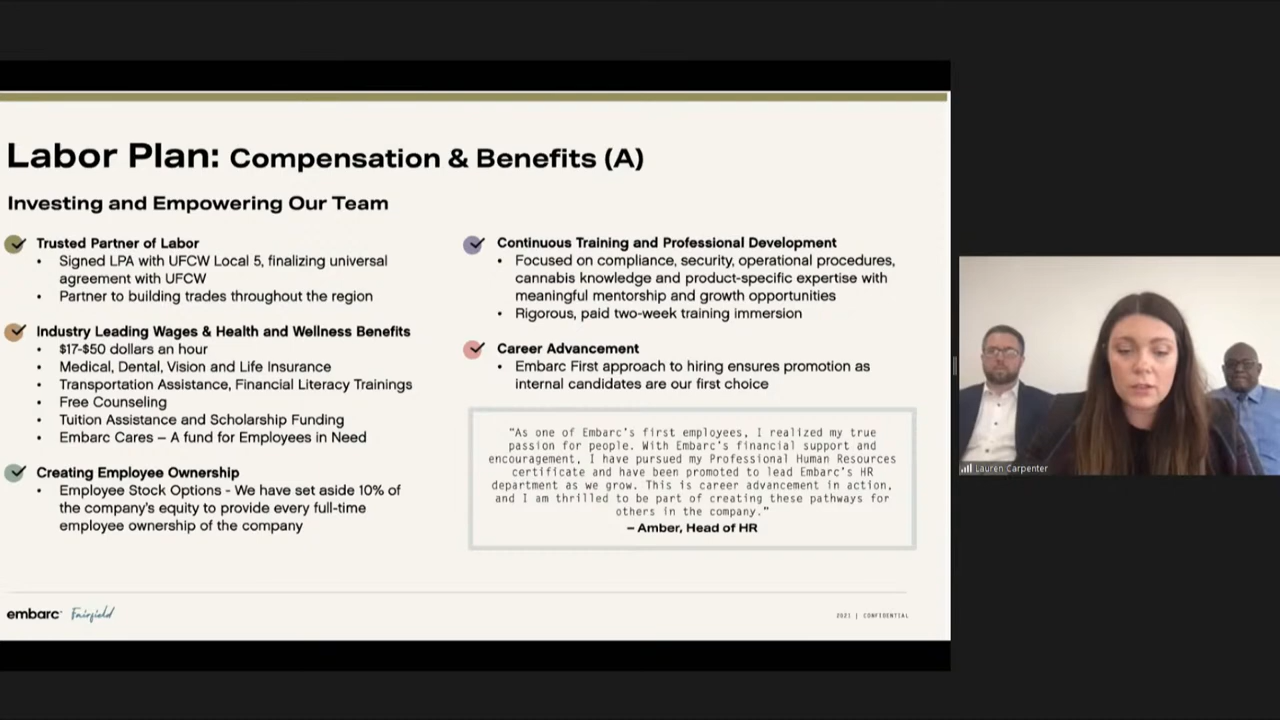 Labor Plan: Compensation & Benefits (A)
Investing and Empowering Our Team
Trusted Partner of Labor
• Signed LPA with UFCW Local 5, finalizing universal
agreement with UFCW
• Partner to building trades throughout the region
Industry Leading Wages & Health and Wellness Benefits
• $17-$50 dollars an hour
• Medical, Dental, Vision and Life Insurance
• Transportation Assistance, Financial Literacy Trainings
• Free Counseling
• Tuition Assistance and Scholarship Funding
• Embarc Cares – A fund for Employees in Need
Creating Employee Ownership
• Employee Stock Options - We have set aside 10% of
the company's equity to provide every full-time
employee ownership of the company
Continuous Training and Professional Development
• Focused on compliance, security, operational procedures,
cannabis knowledge and product-specific expertise with
meaningful mentorship and growth opportunities
• Rigorous, paid two-week training immersion
Career Advancement
• Embarc First approach to hiring ensures promotion as
internal candidates are our first choice
"As one of Embarc's first employees, I realized my true
passion for people. With Embarc's financial support and
encouragement, I have pursued my Professional Human Resources
certificate and have been promoted to lead Embarc's HR
department as we grow. This is career advancement in action,
and I am thrilled to be part of creating these pathways for
others in the company."
– Amber, Head of HR
embarc Fairfield
2021 | CONFIDENTIAL
Lauren Carpenter